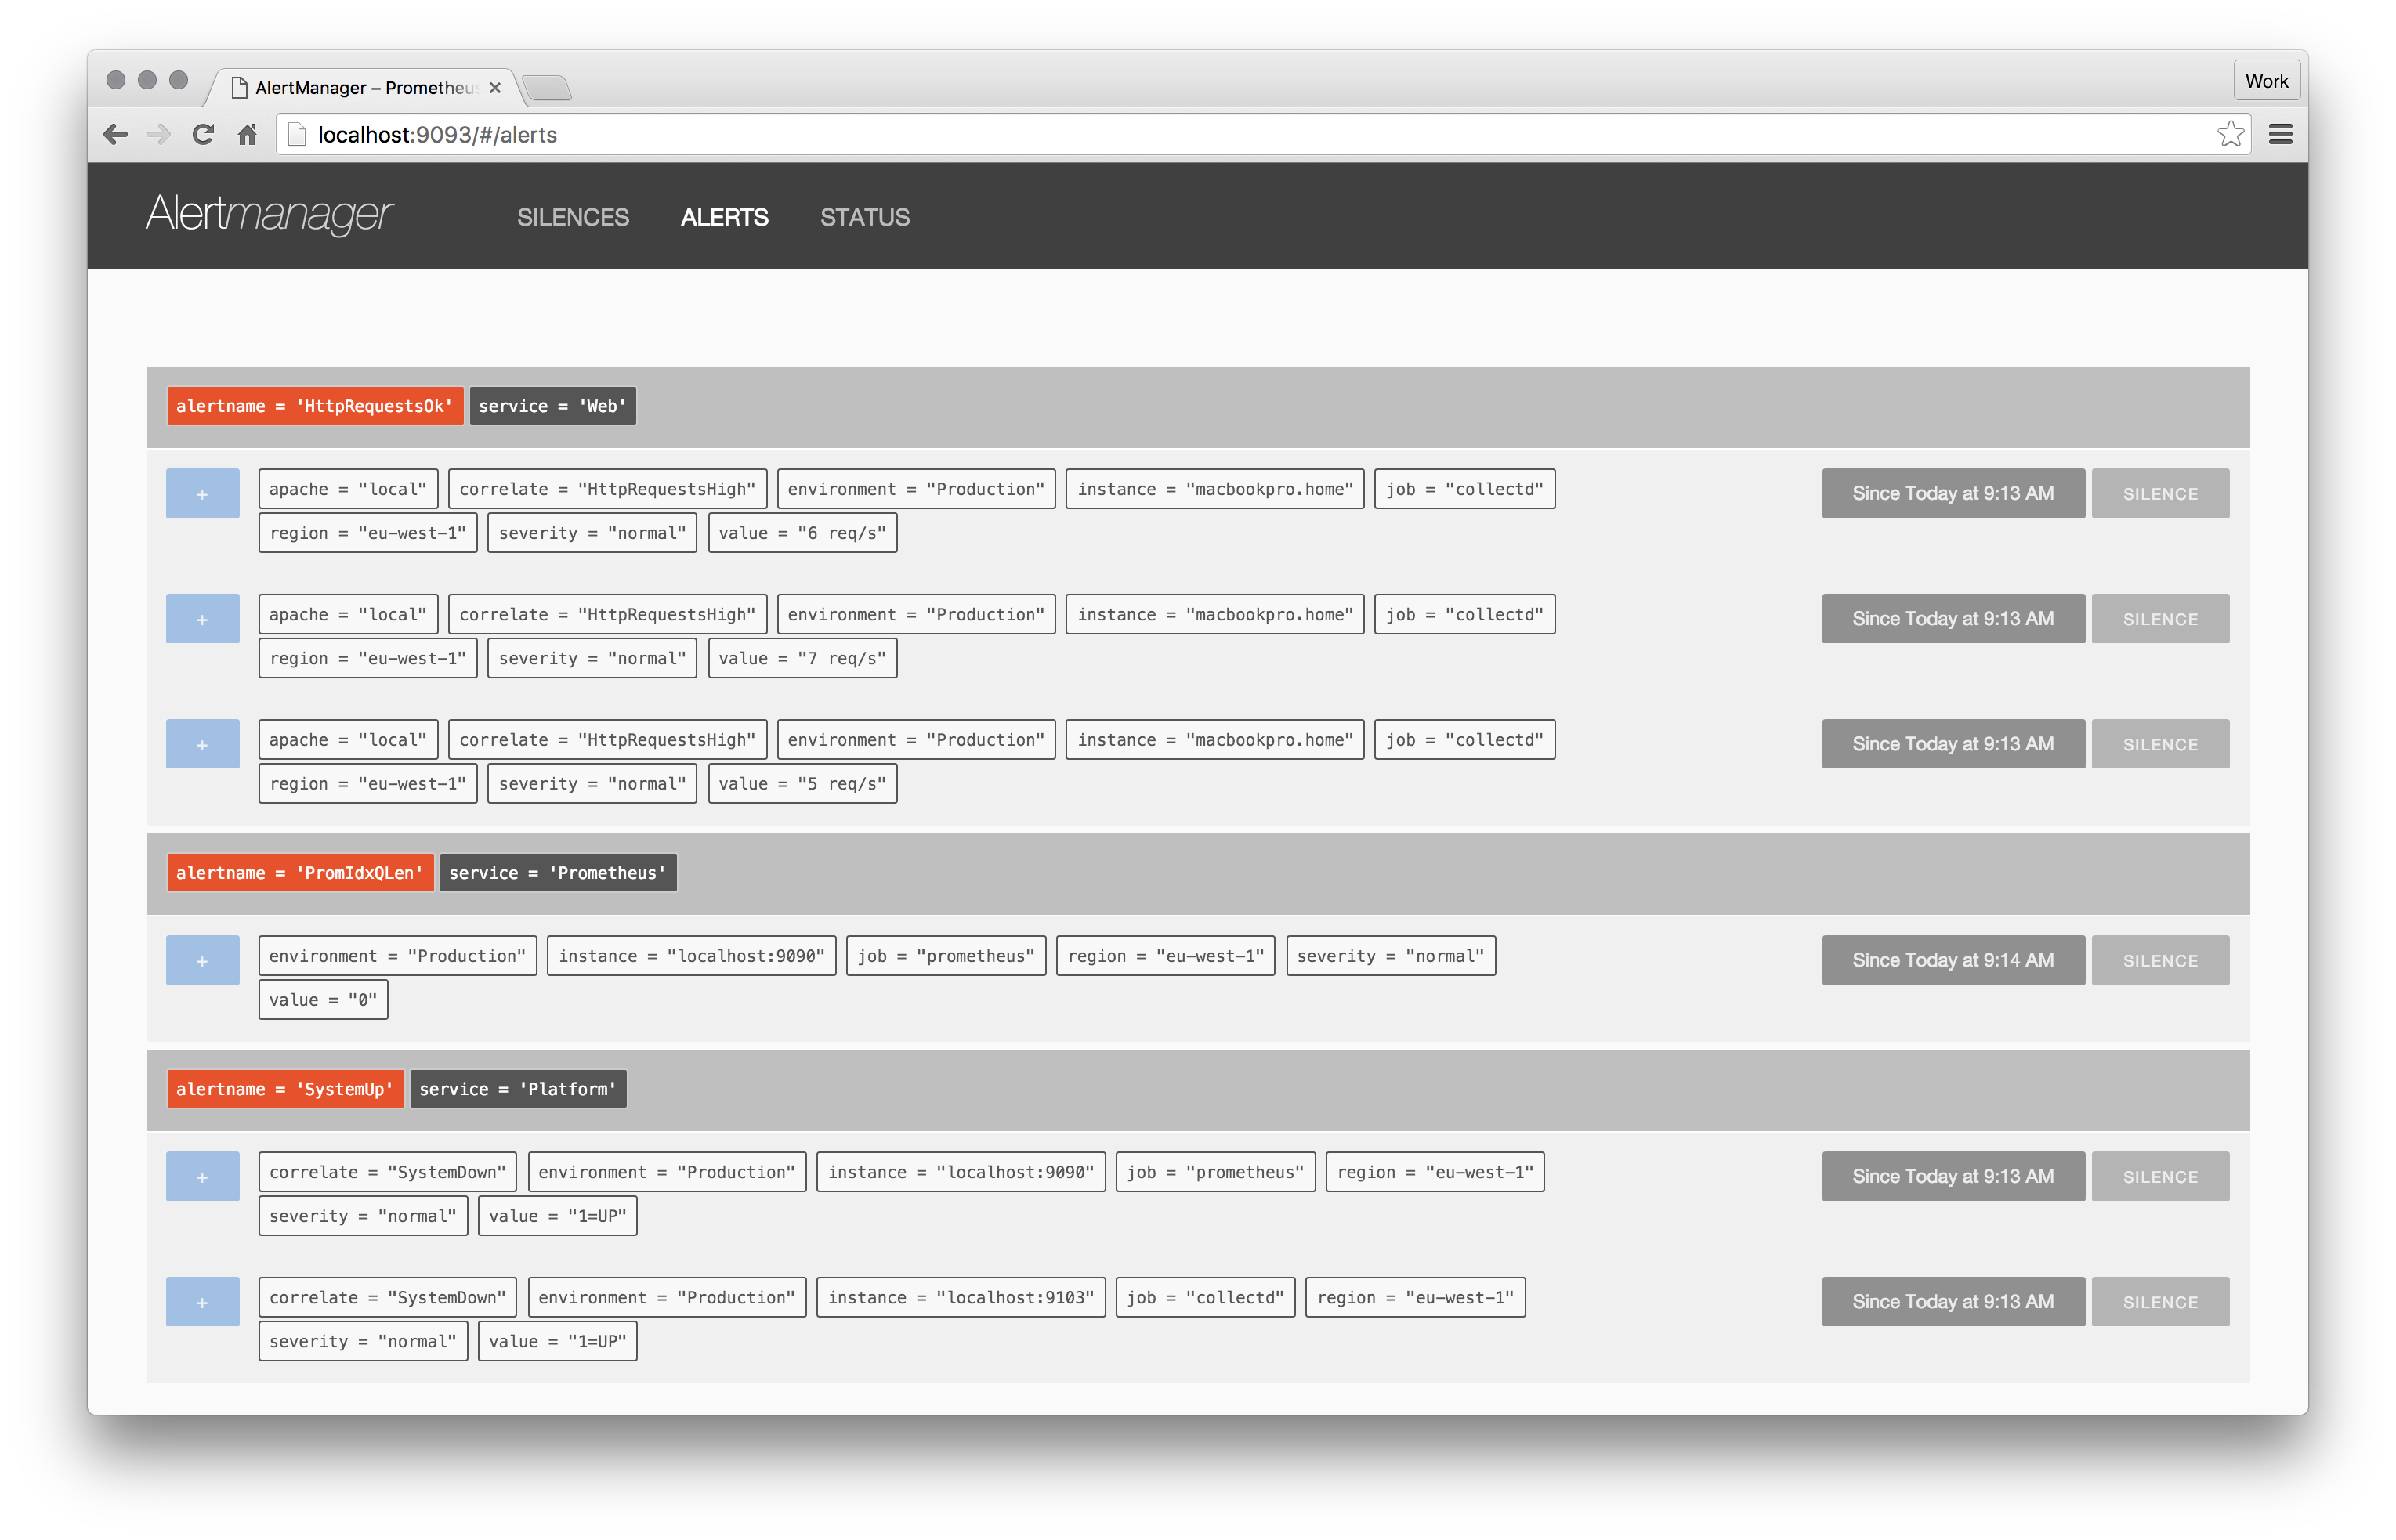 AlertManager – Prometheus
Work
localhost:9093/#/alerts
Alertmanager SILENCES ALERTS STATUS
alertname = 'HttpRequestsOk' service = 'Web'
+ apache = "local" correlate = "HttpRequestsHigh" environment = "Production" instance = "macbookpro.home" job = "collectd" Since Today at 9:13 AM SILENCE
region = "eu-west-1" severity = "normal" value = "6 req/s"
+ apache = "local" correlate = "HttpRequestsHigh" environment = "Production" instance = "macbookpro.home" job = "collectd" Since Today at 9:13 AM SILENCE
region = "eu-west-1" severity = "normal" value = "7 req/s"
+ apache = "local" correlate = "HttpRequestsHigh" environment = "Production" instance = "macbookpro.home" job = "collectd" Since Today at 9:13 AM SILENCE
region = "eu-west-1" severity = "normal" value = "5 req/s"
alertname = 'PromIdxQLen' service = 'Prometheus'
+ environment = "Production" instance = "localhost:9090" job = "prometheus" region = "eu-west-1" severity = "normal" Since Today at 9:14 AM SILENCE
value = "0"
alertname = 'SystemUp' service = 'Platform'
+ correlate = "SystemDown" environment = "Production" instance = "localhost:9090" job = "prometheus" region = "eu-west-1" Since Today at 9:13 AM SILENCE
severity = "normal" value = "1=UP"
+ correlate = "SystemDown" environment = "Production" instance = "localhost:9103" job = "collectd" region = "eu-west-1" Since Today at 9:13 AM SILENCE
severity = "normal" value = "1=UP"